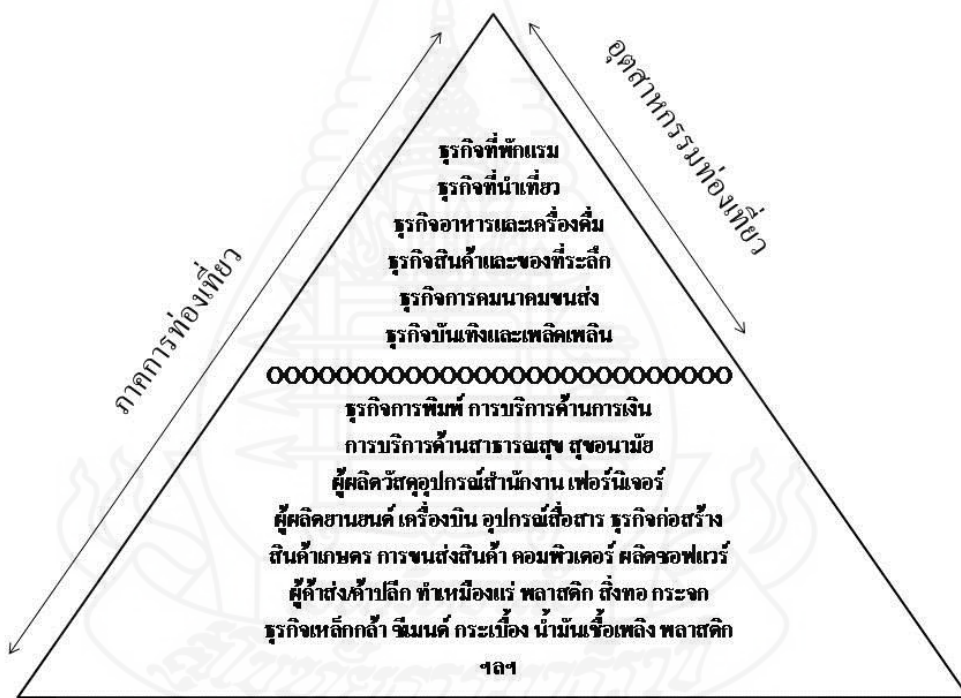 อุตสาหกรรมท่องเที่ยว
ภาคการท่องเที่ยว
ธุรกิจที่พักแรม
ธุรกิจที่นำเที่ยว
ธุรกิจอาหารและเครื่องดื่ม
ธุรกิจสินค้าและของที่ระลึก
ธุรกิจการคมนาคมขนส่ง
ธุรกิจบันเทิงและเพลิดเพลิน
ธุรกิจการพิมพ์ การบริการด้านการเงิน
การบริการด้านสาธารณสุข สุขอนามัย
ผู้ผลิตวัสดุอุปกรณ์สำนักงาน เฟอร์นิเจอร์
ผู้ผลิตยานยนต์ เครื่องบิน อุปกรณ์สื่อสาร ธุรกิจก่อสร้าง
สินค้าเกษตร การขนส่งสินค้า คอมพิวเตอร์ ผลิตซอฟแวร์
ผู้ค้าส่ง/ค้าปลีก ทำเหมืองแร่ พลาสติก สิ่งทอ กระจก
ธุรกิจเหล็กกล้า ซีเมนต์ กระเบื้อง น้ำมันเชื้อเพลิง พลาสติก
ฯลฯ